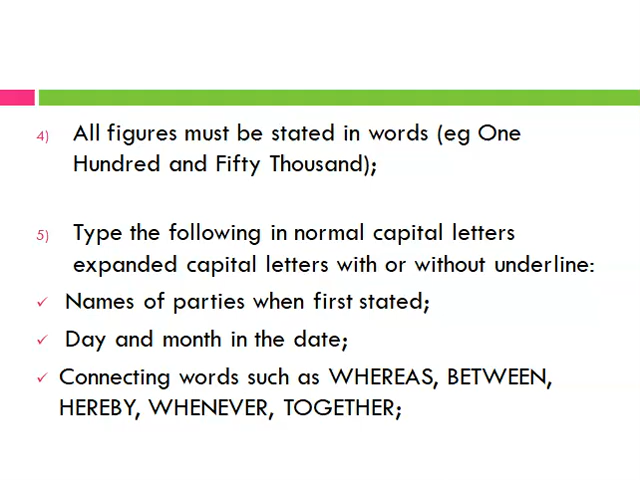 4) All figures must be stated in words (eg One
Hundred and Fifty Thousand);
5) Type the following in normal capital letters
expanded capital letters with or without underline:
✓ Names of parties when first stated;
✓ Day and month in the date;
✓ Connecting words such as WHEREAS, BETWEEN,
HEREBY, WHENEVER, TOGETHER;